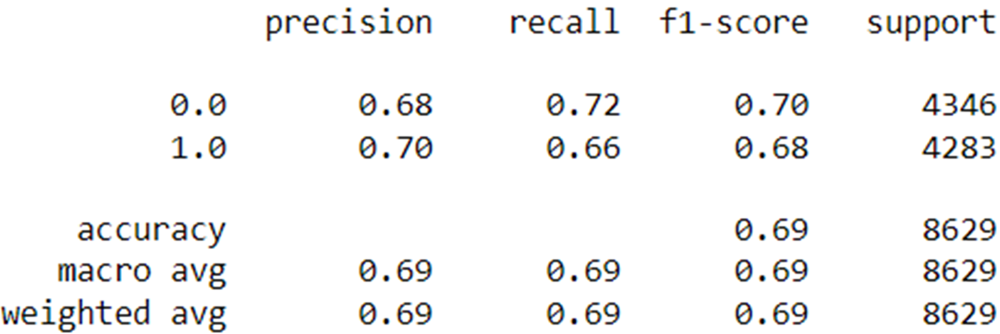 precision recall f1-score support
0.0 0.68 0.72 0.70 4346
1.0 0.70 0.66 0.68 4283
accuracy 0.69 8629
macro avg 0.69 0.69 0.69 8629
weighted avg 0.69 0.69 0.69 8629